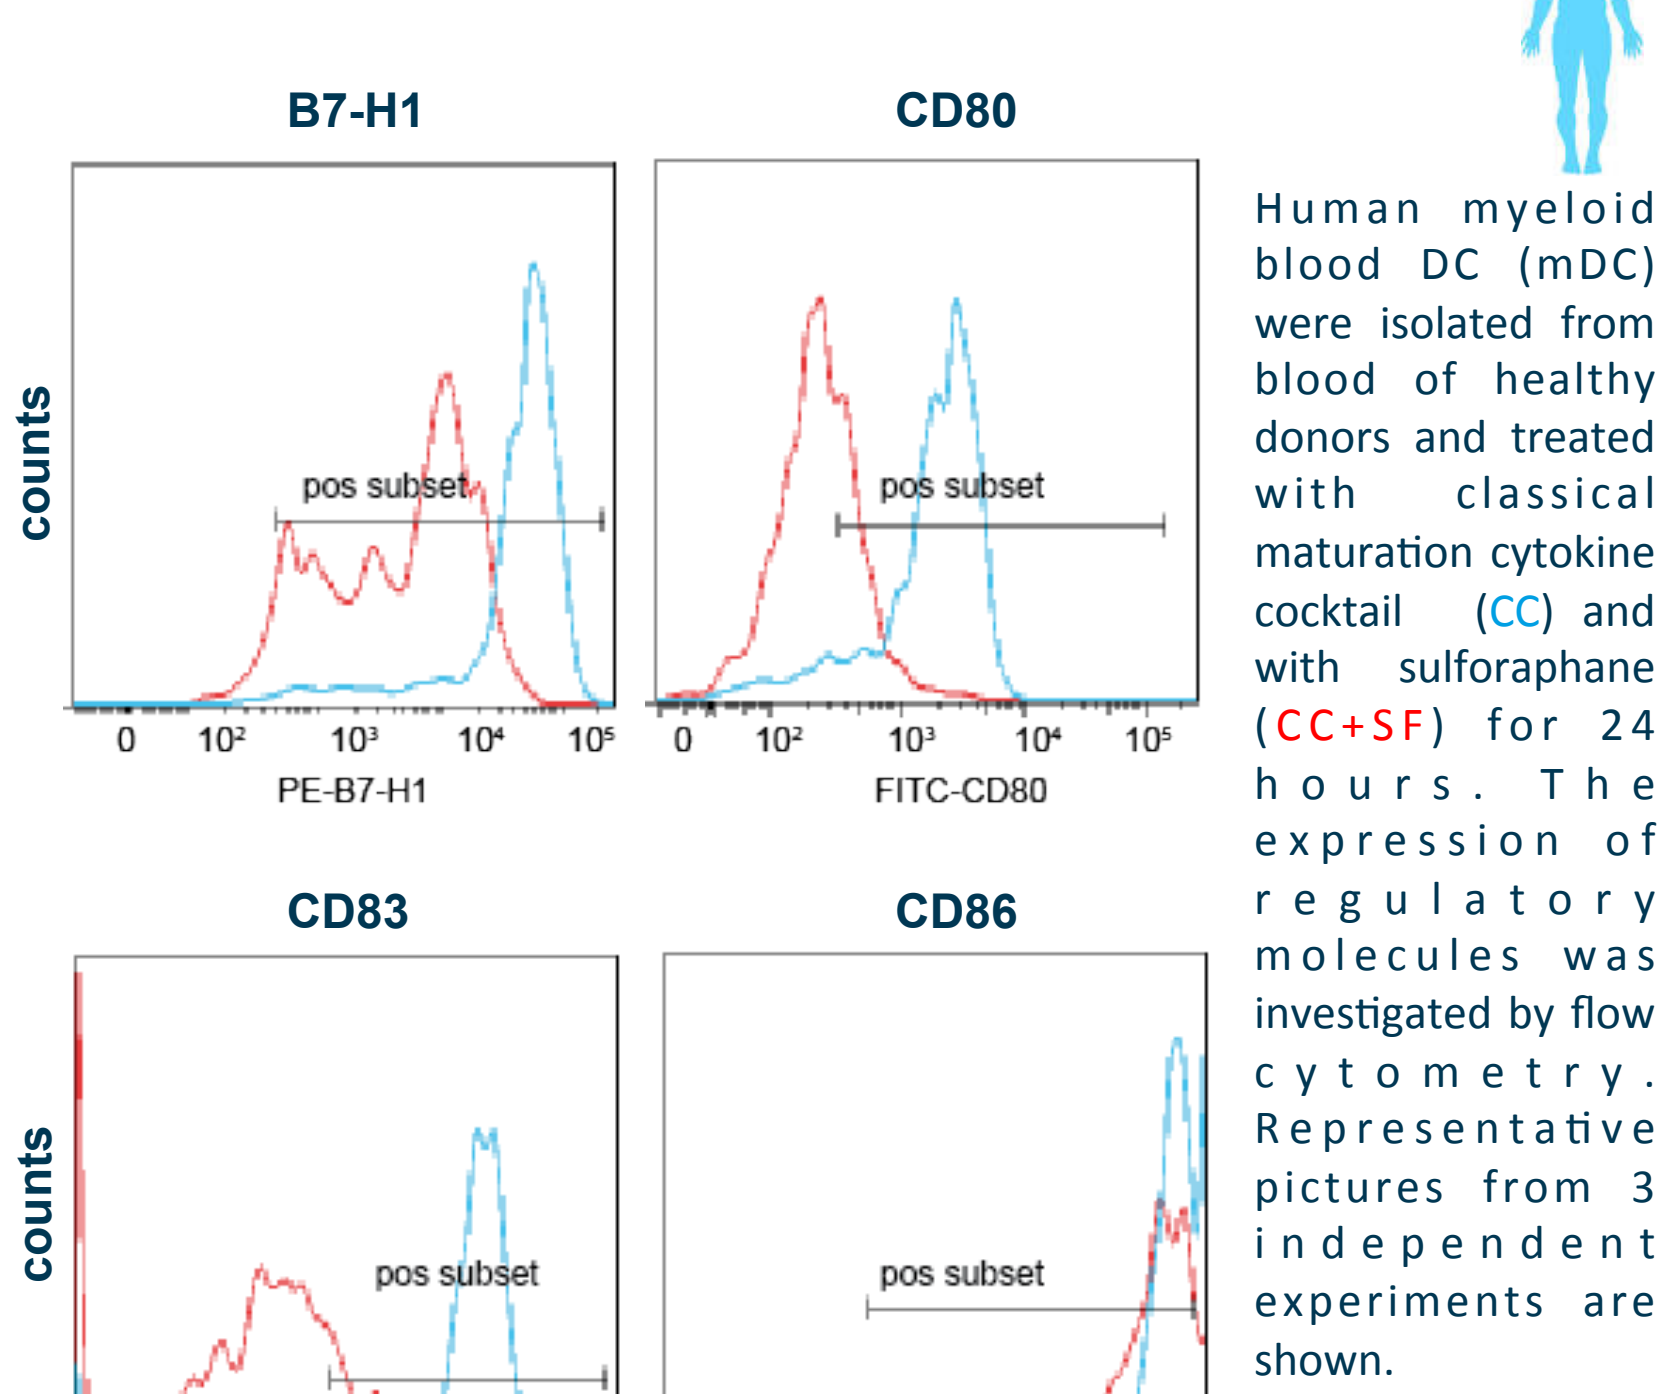 B7-H1
CD80
counts
pos subset
pos subset
0 10² 10³ 10⁴ 10⁵
0 10² 10³ 10⁴ 10⁵
PE-B7-H1
FITC-CD80
CD83
CD86
counts
pos subset
pos subset
Human myeloid
blood DC (mDC)
were isolated from
blood of healthy
donors and treated
with classical
maturation cytokine
cocktail (CC) and
with sulforaphane
(CC+SF) for 24
hours. The
expression of
regulatory
molecules was
investigated by flow
cytometry.
Representative
pictures from 3
independent
experiments are
shown.